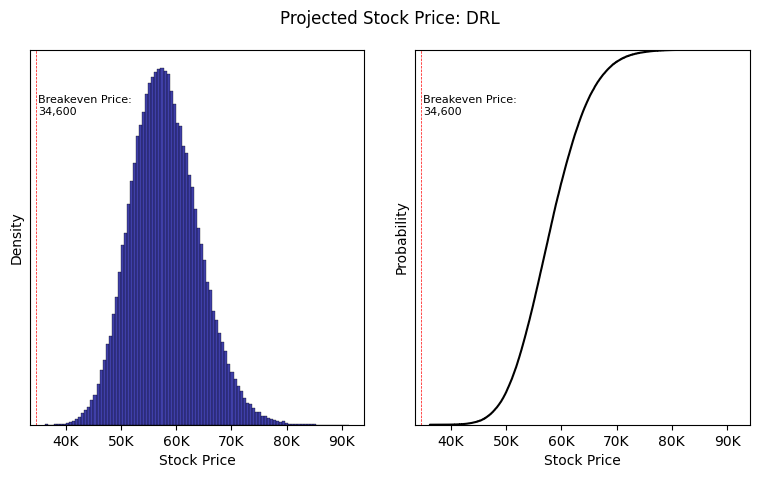 Projected Stock Price: DRL
Breakeven Price:
34,600
Density
40K 50K 60K 70K 80K 90K
Stock Price
Breakeven Price:
34,600
Probability
40K 50K 60K 70K 80K 90K
Stock Price